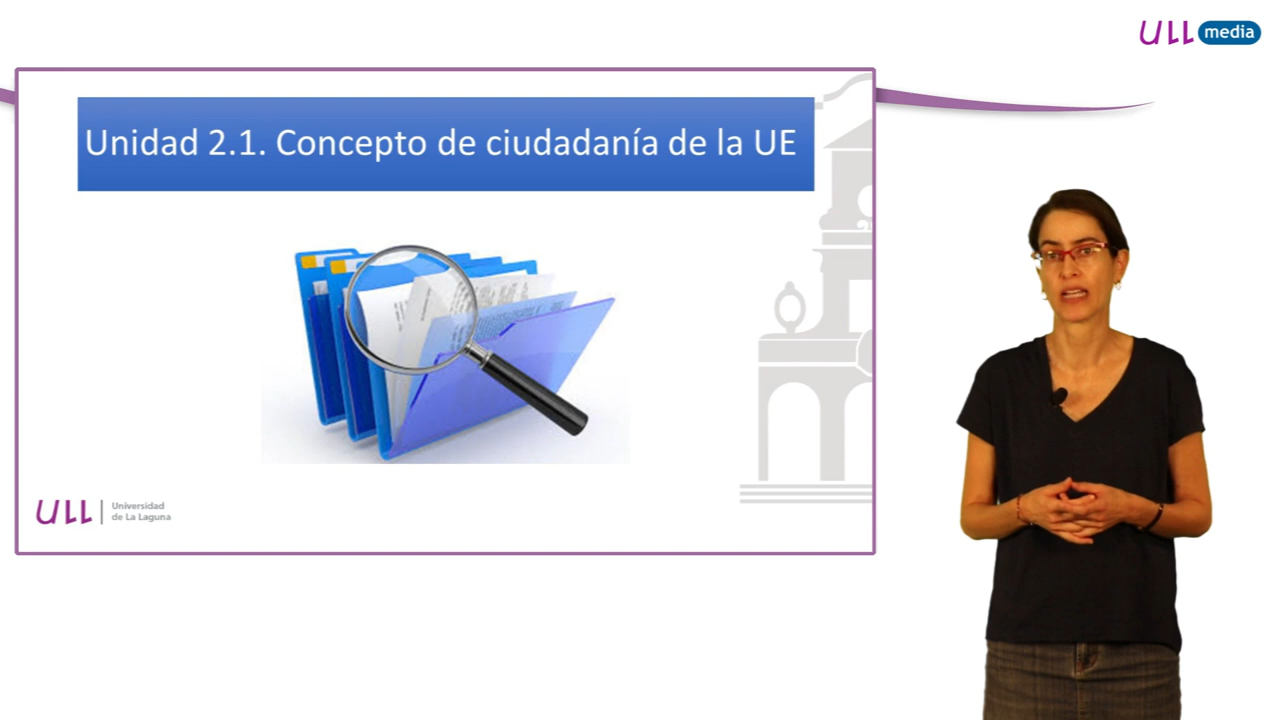 ULL media
Unidad 2.1. Concepto de ciudadanía de la UE
ULL
Universidad
de La Laguna